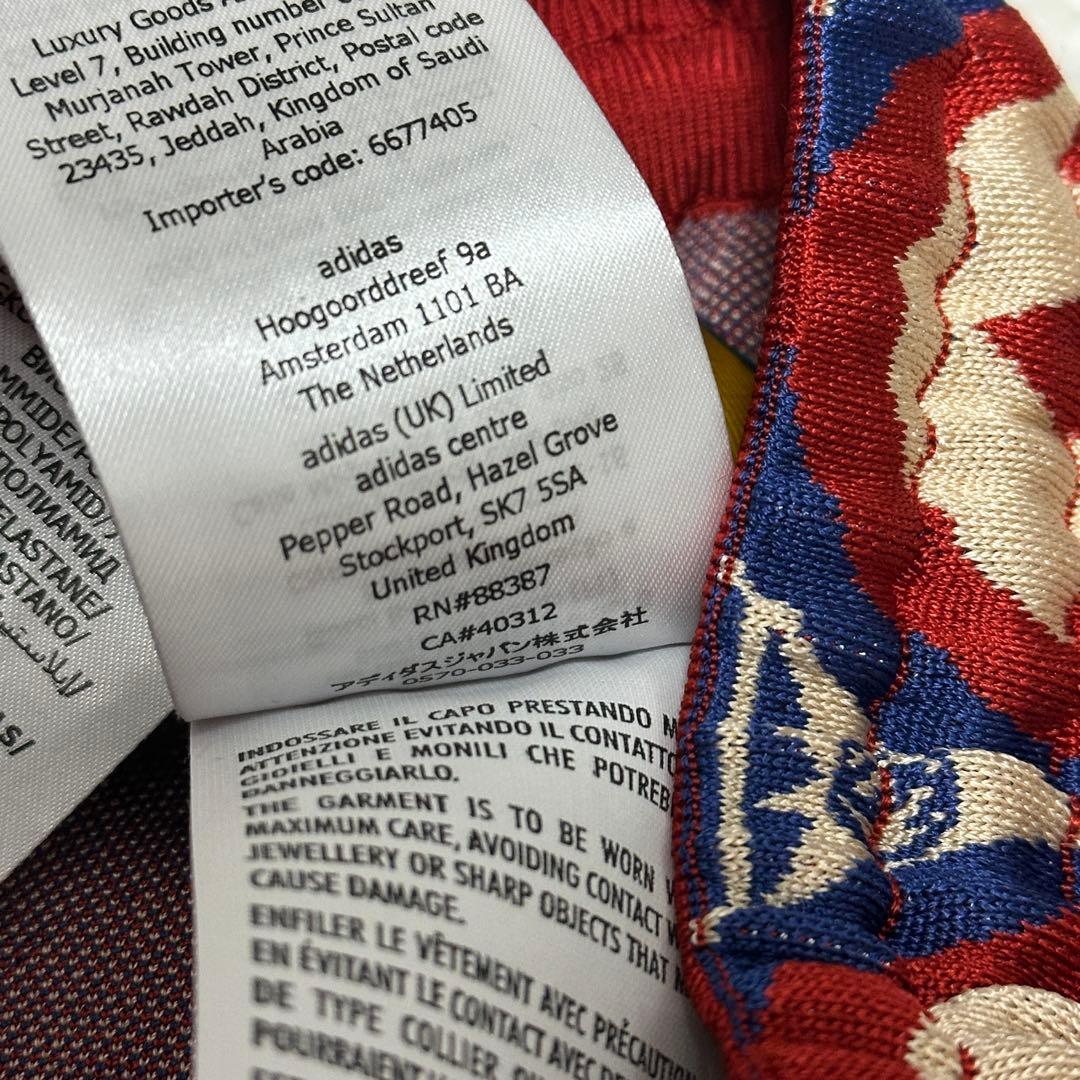 Luxury Goods
Level 7, Building number
Murjanah Tower, Prince Sultan
Street, Rawdah District, Postal code
23435, Jeddah, Kingdom of Saudi
Arabia
Importer's code: 6677405
adidas
Hoogoorddreef 9a
Amsterdam 1101 BA
The Netherlands
adidas (UK) Limited
adidas centre
Pepper Road, Hazel Grove
Stockport, SK7 5SA
United Kingdom
RN#88387
CA#40312
アディダスジャパン株式会社
0570-033-033
POLYAMID/
ПОЛИАМИД
ELASTANE/
INDOSSARE IL CAPO PRESTANDO
ATTENZIONE EVITANDO IL CONTATTO
GIOIELLI E MONILI CHE POTREB
DANNEGGIARLO.
THE GARMENT IS TO BE WORN
MAXIMUM CARE, AVOIDING CONTACT
JEWELLERY OR SHARP OBJECTS THAT
CAUSE DAMAGE.
ENFILER LE VÊTEMENT AVEC PRÉCAUTION
EN ÉVITANT LE CONTACT AVEC
DE TYPE COLLIER,
POURRAIENT